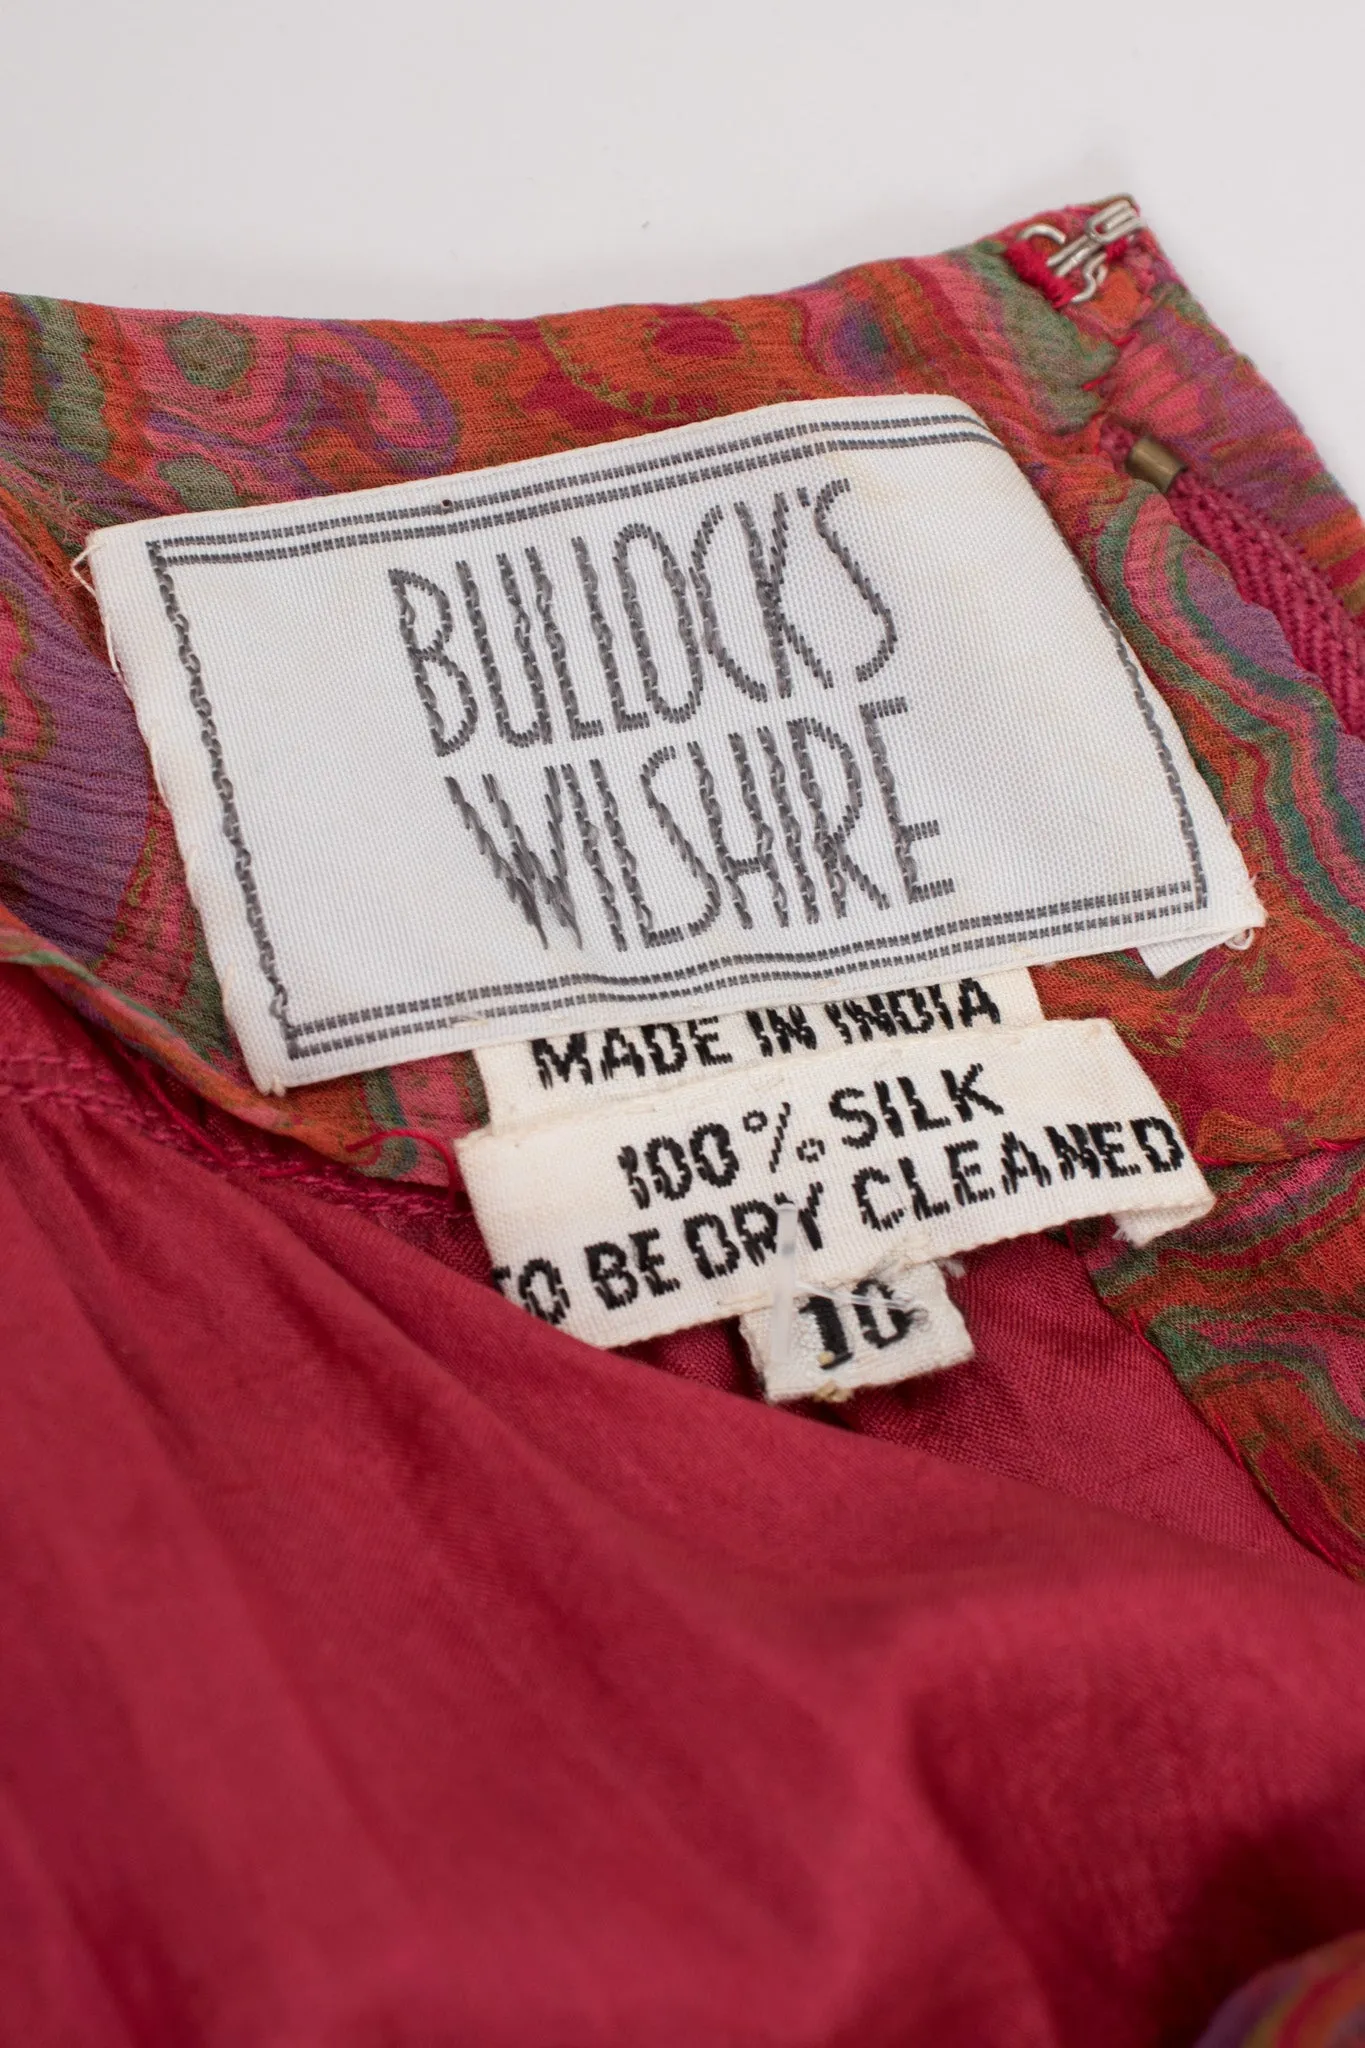 BULLOCK'S
WILSHIRE
MADE IN INDIA
100% SILK
TO BE DRY CLEANED
10